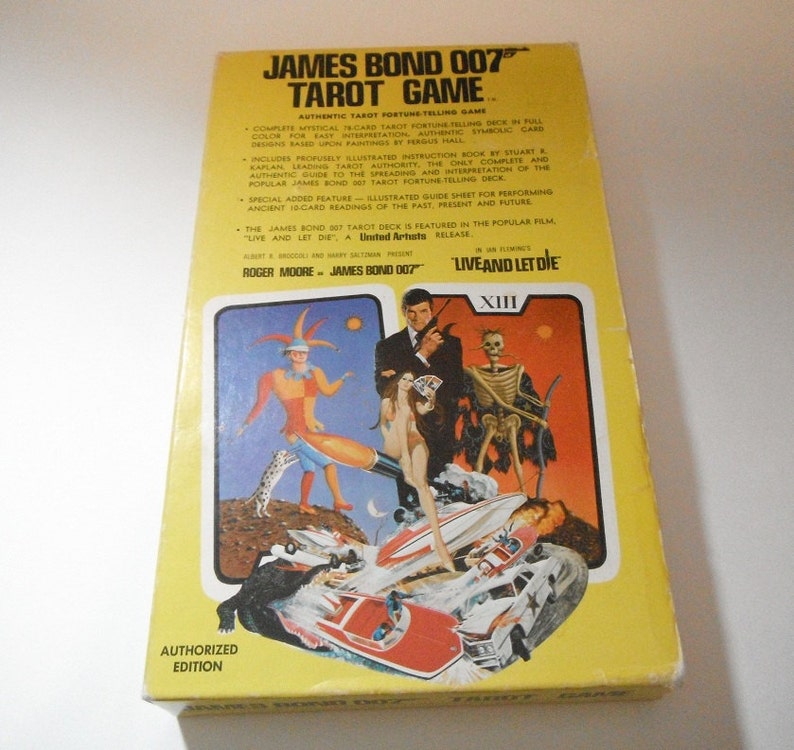 JAMES BOND 007
TAROT GAME TM
AUTHENTIC TAROT FORTUNE-TELLING GAME
• COMPLETE MYSTICAL 78-CARD TAROT FORTUNE-TELLING DECK IN FULL
COLOR FOR EASY INTERPRETATION. AUTHENTIC SYMBOLIC CARD
DESIGNS BASED UPON PAINTINGS BY FERGUS HALL.
• INCLUDES PROFUSELY ILLUSTRATED INSTRUCTION BOOK BY STUART R.
KAPLAN, LEADING TAROT AUTHORITY, THE ONLY COMPLETE AND
AUTHENTIC GUIDE TO THE SPREADING AND INTERPRETATION OF THE
POPULAR JAMES BOND 007 TAROT FORTUNE-TELLING DECK.
• SPECIAL ADDED FEATURE — ILLUSTRATED GUIDE SHEET FOR PERFORMING
ANCIENT 10-CARD READINGS OF THE PAST, PRESENT AND FUTURE.
• THE JAMES BOND 007 TAROT DECK IS FEATURED IN THE POPULAR FILM,
"LIVE AND LET DIE", A United Artists RELEASE.
ALBERT R. BROCCOLI AND HARRY SALTZMAN PRESENT
ROGER MOORE as JAMES BOND 007
IN IAN FLEMING'S
"LIVE AND LET DIE"
XIII
AUTHORIZED
EDITION
JAMES BOND 007 TAROT GAME